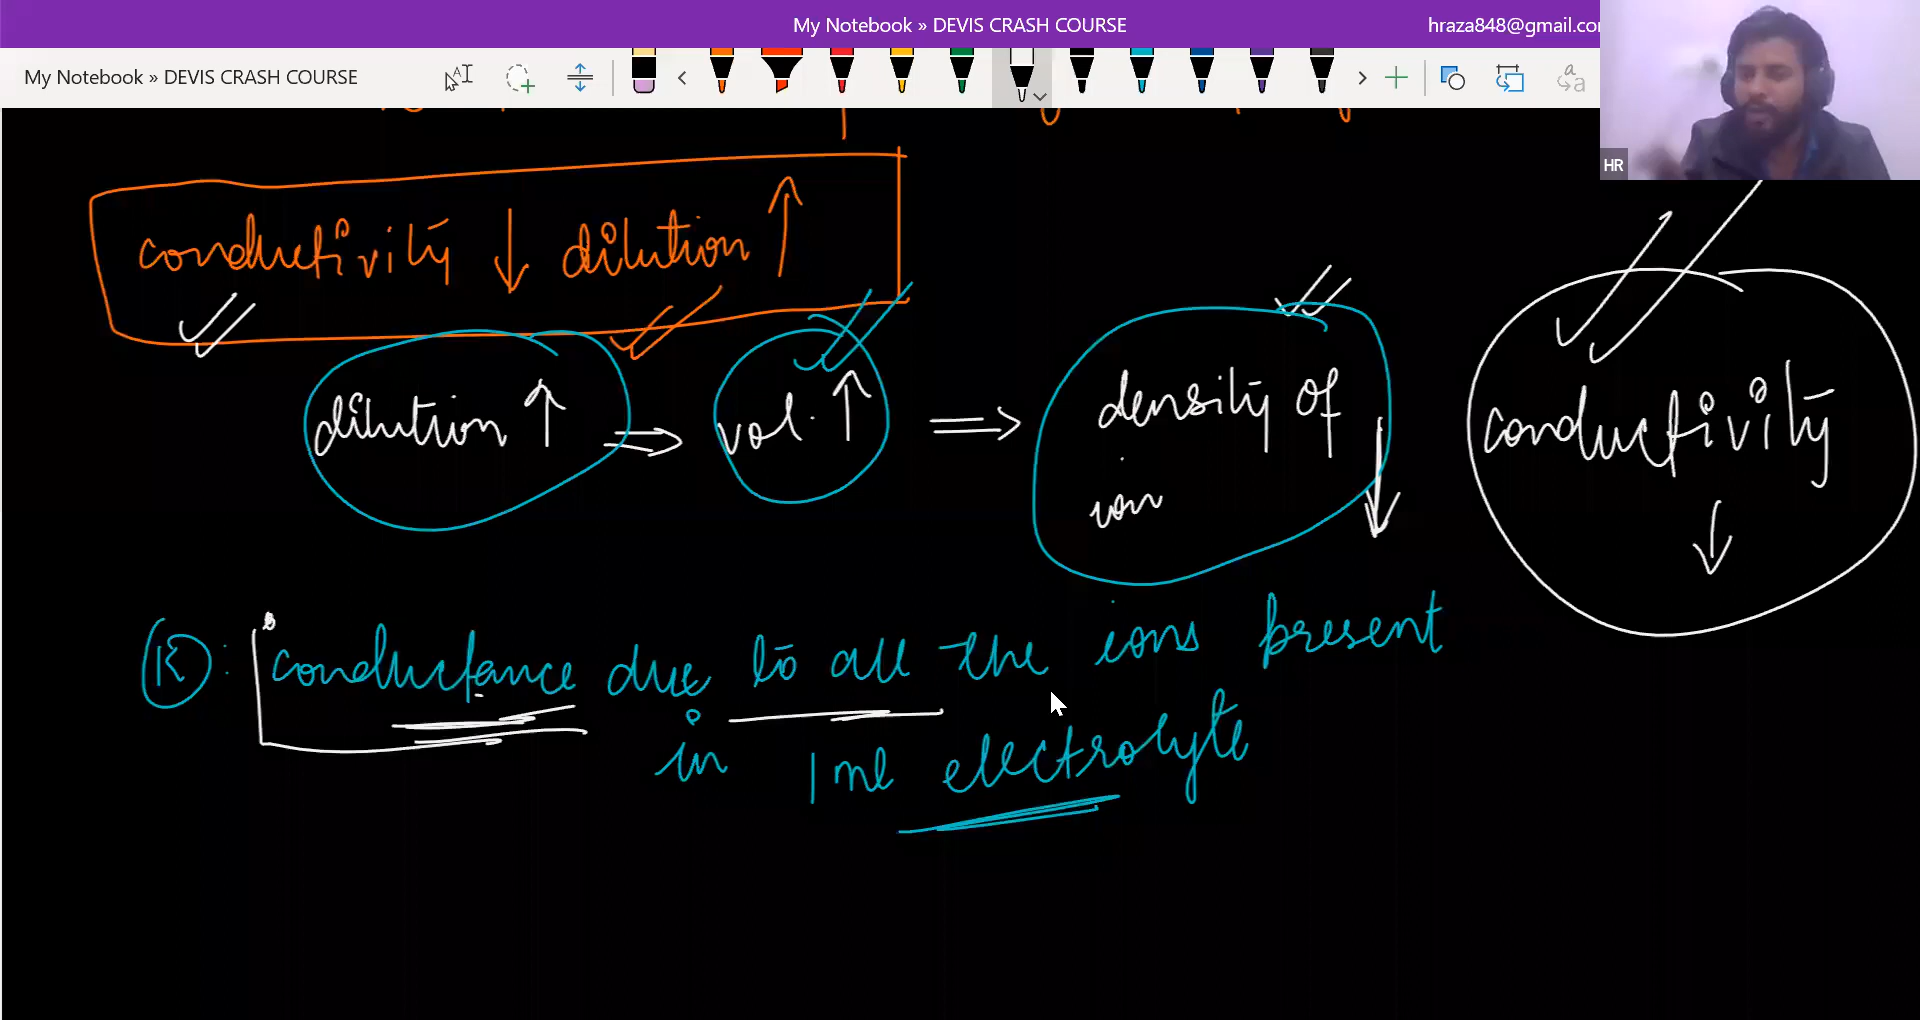 My Notebook » DEVIS CRASH COURSE
hraza848@gmail.co
My Notebook » DEVIS CRASH COURSE
HR
conductivity ↓ dilution ↑
dilution ↑ ⇒ vol. ↑ ⇒ density of ion ↓ conductivity ↓
K : conductance due to all the ions present
in 1ml electrolyte